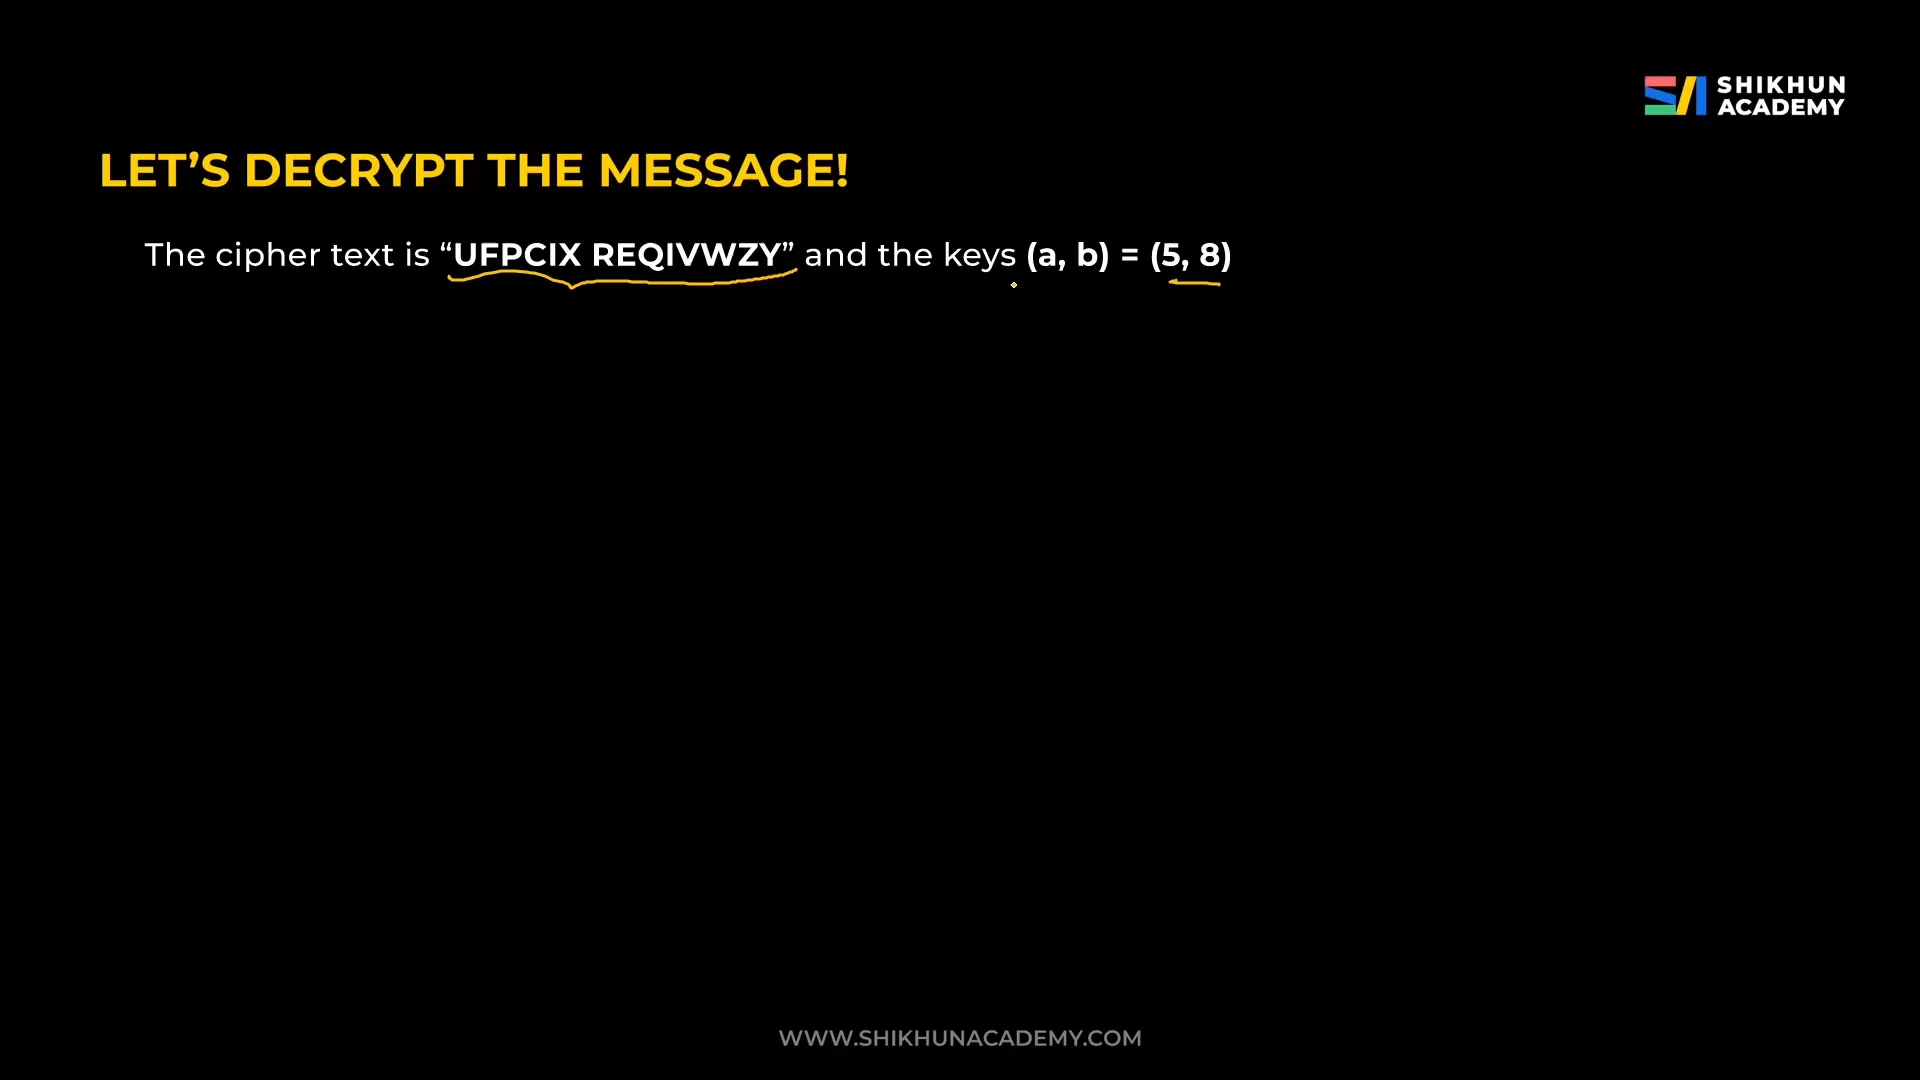 SHIKHUN
ACADEMY
LET’S DECRYPT THE MESSAGE!
The cipher text is “UFPCIX REQIVWZY” and the keys (a, b) = (5, 8)
WWW.SHIKHUNACADEMY.COM